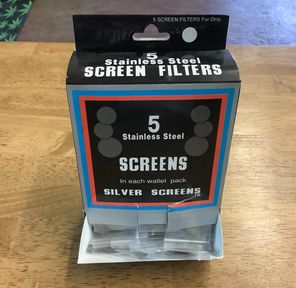 5 SCREEN FILTERS For Only
5
Stainless Steel
SCREEN FILTERS
5
Stainless Steel
SCREENS
In each wallet pack
SILVER SCREENS